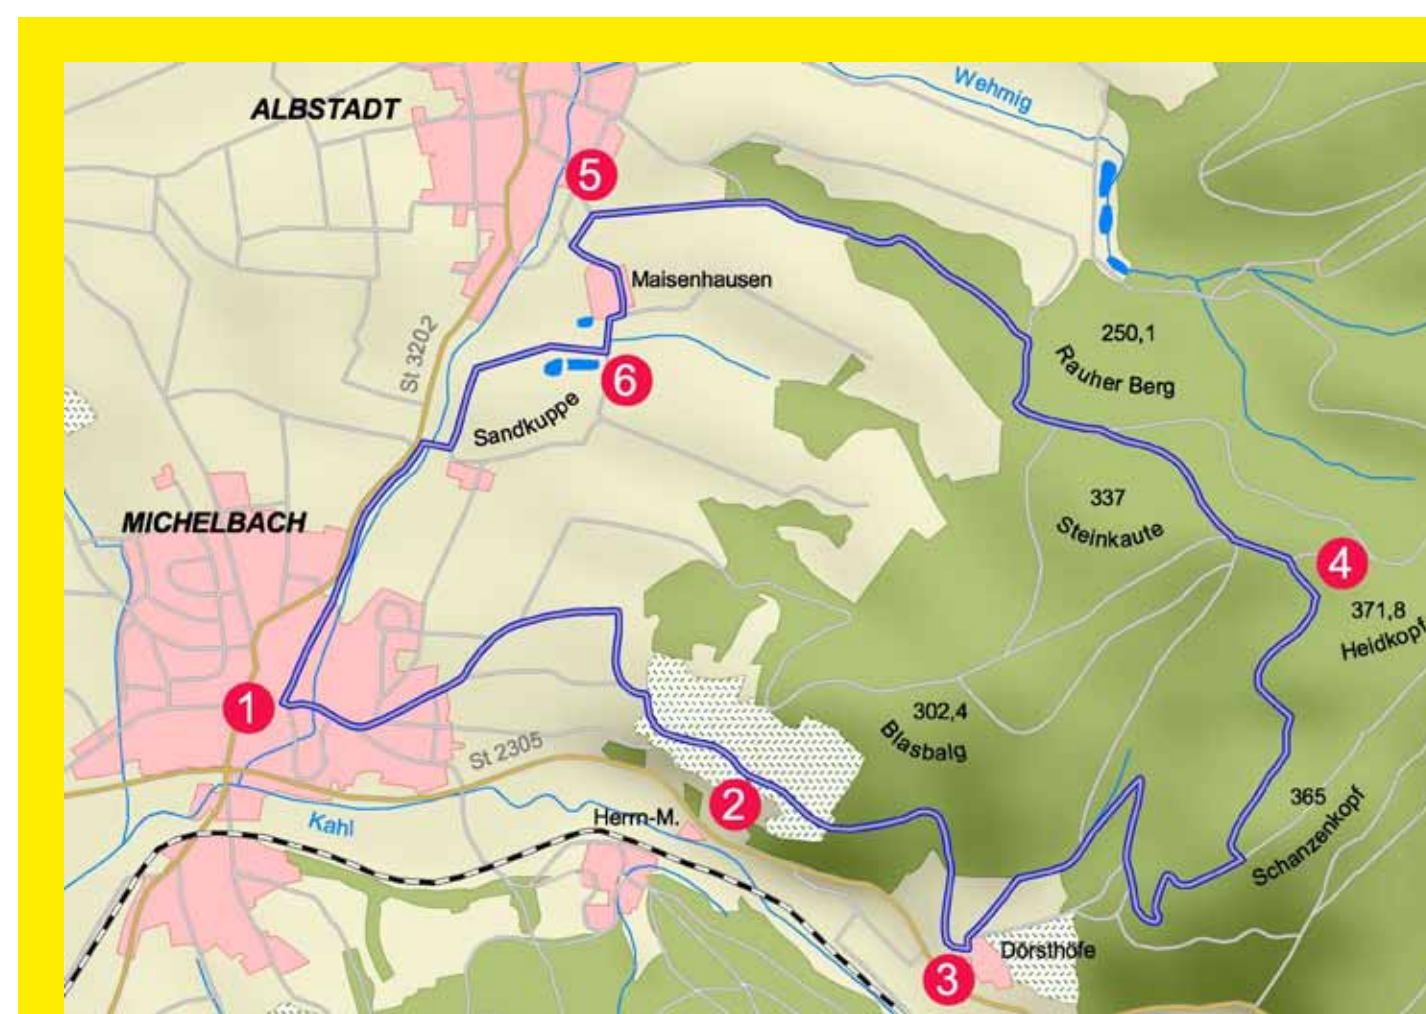 Wehmig
ALBSTADT
5
Maisenhausen
St 3202
250,1
Rauher Berg
6
Sandkuppe
337
Steinkaute
MICHELBACH
4
371,8
Heidkopf
1
302,4
Blasbalg
St 2305
2
365
Schanzenkopf
Herrn-M.
Kahl
Dörsthöfe
3